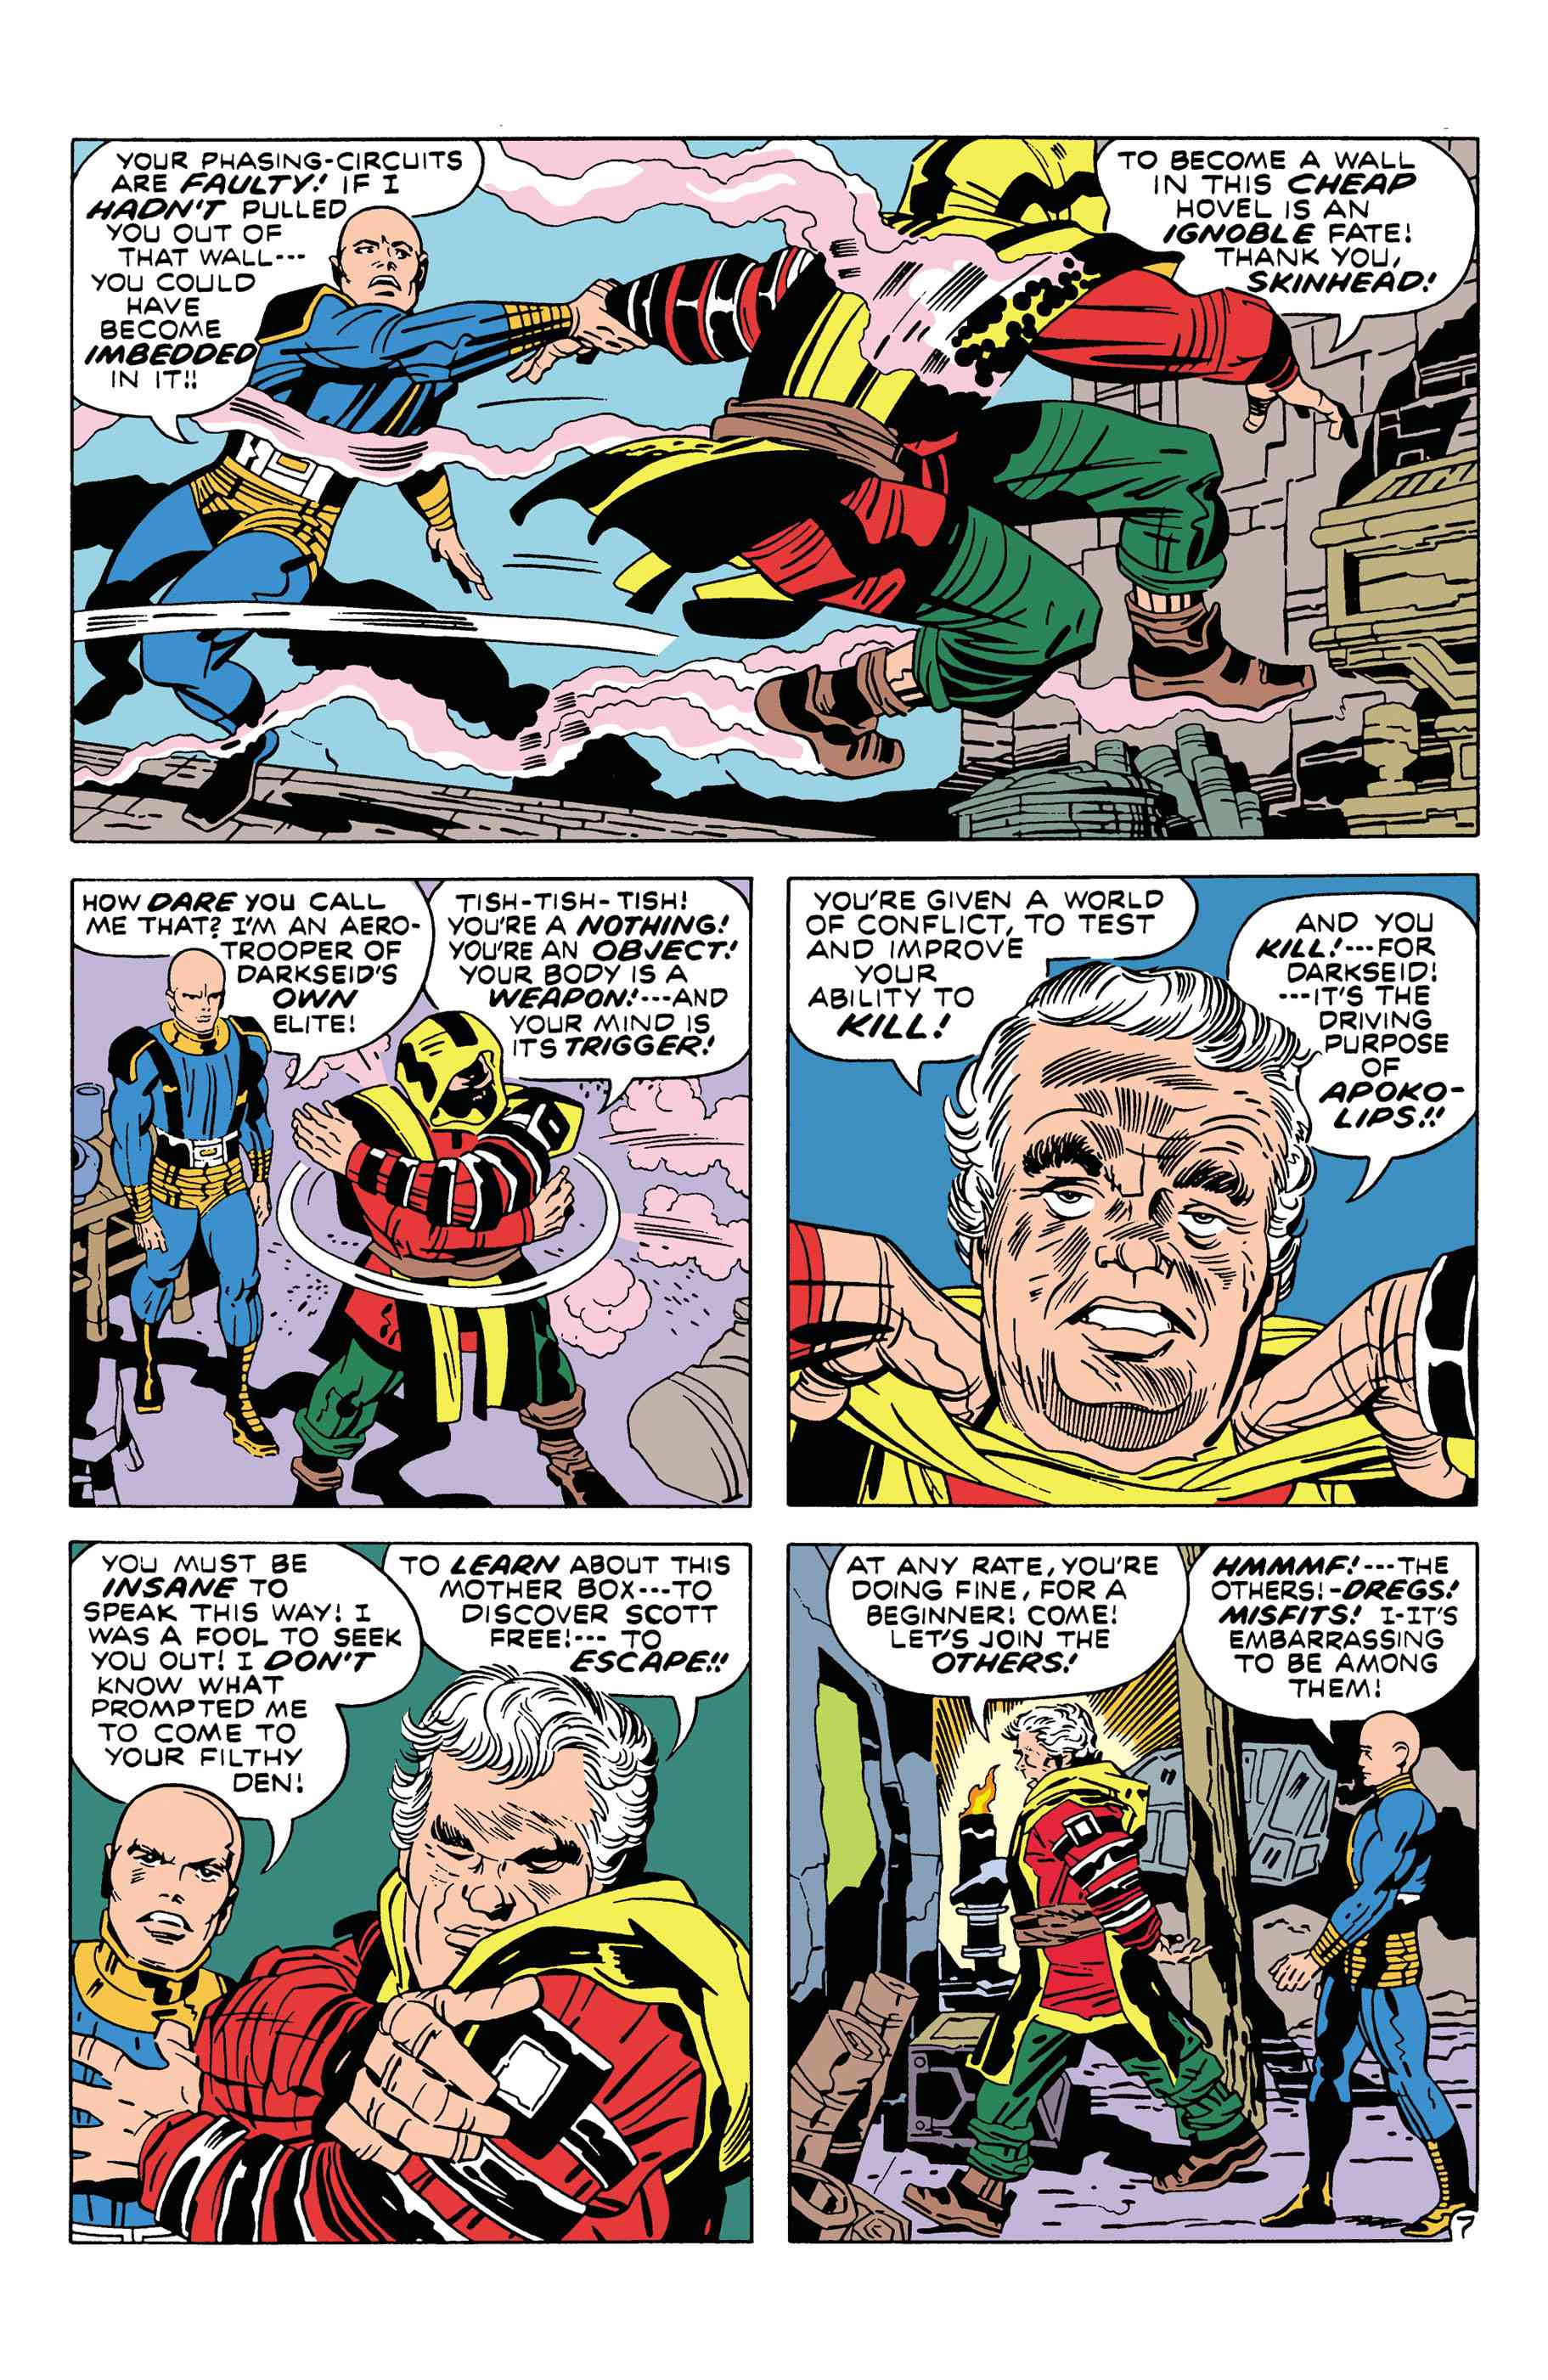 YOUR PHASING-CIRCUITS
ARE FAULTY! IF I
HADN'T PULLED
YOU OUT OF
THAT WALL---
YOU COULD
HAVE
BECOME
IMBEDDED
IN IT!!
TO BECOME A WALL
IN THIS CHEAP
HOVEL IS AN
IGNOBLE FATE!
THANK YOU,
SKINHEAD!
HOW DARE YOU CALL
ME THAT? I'M AN AERO-
TROOPER OF
DARKSEID'S
OWN
ELITE!
TISH-TISH-TISH!
YOU'RE A NOTHING!
YOU'RE AN OBJECT!
YOUR BODY IS A
WEAPON!---AND
YOUR MIND IS
ITS TRIGGER!
YOU'RE GIVEN A WORLD
OF CONFLICT, TO TEST
AND IMPROVE
YOUR
ABILITY TO
KILL!
AND YOU
KILL!---FOR
DARKSEID!
---IT'S THE
DRIVING
PURPOSE
OF
APOKO-
LIPS!!
YOU MUST BE
INSANE TO
SPEAK THIS WAY! I
WAS A FOOL TO SEEK
YOU OUT! I DON'T
KNOW WHAT
PROMPTED ME
TO COME TO
YOUR FILTHY
DEN!
TO LEARN ABOUT THIS
MOTHER BOX---TO
DISCOVER SCOTT
FREE!--- TO
ESCAPE!!
AT ANY RATE, YOU'RE
DOING FINE, FOR A
BEGINNER! COME!
LET'S JOIN THE
OTHERS!
HMMMF!---THE
OTHERS!-DREGS!
MISFITS! I-IT'S
EMBARRASSING
TO BE AMONG
THEM!
7